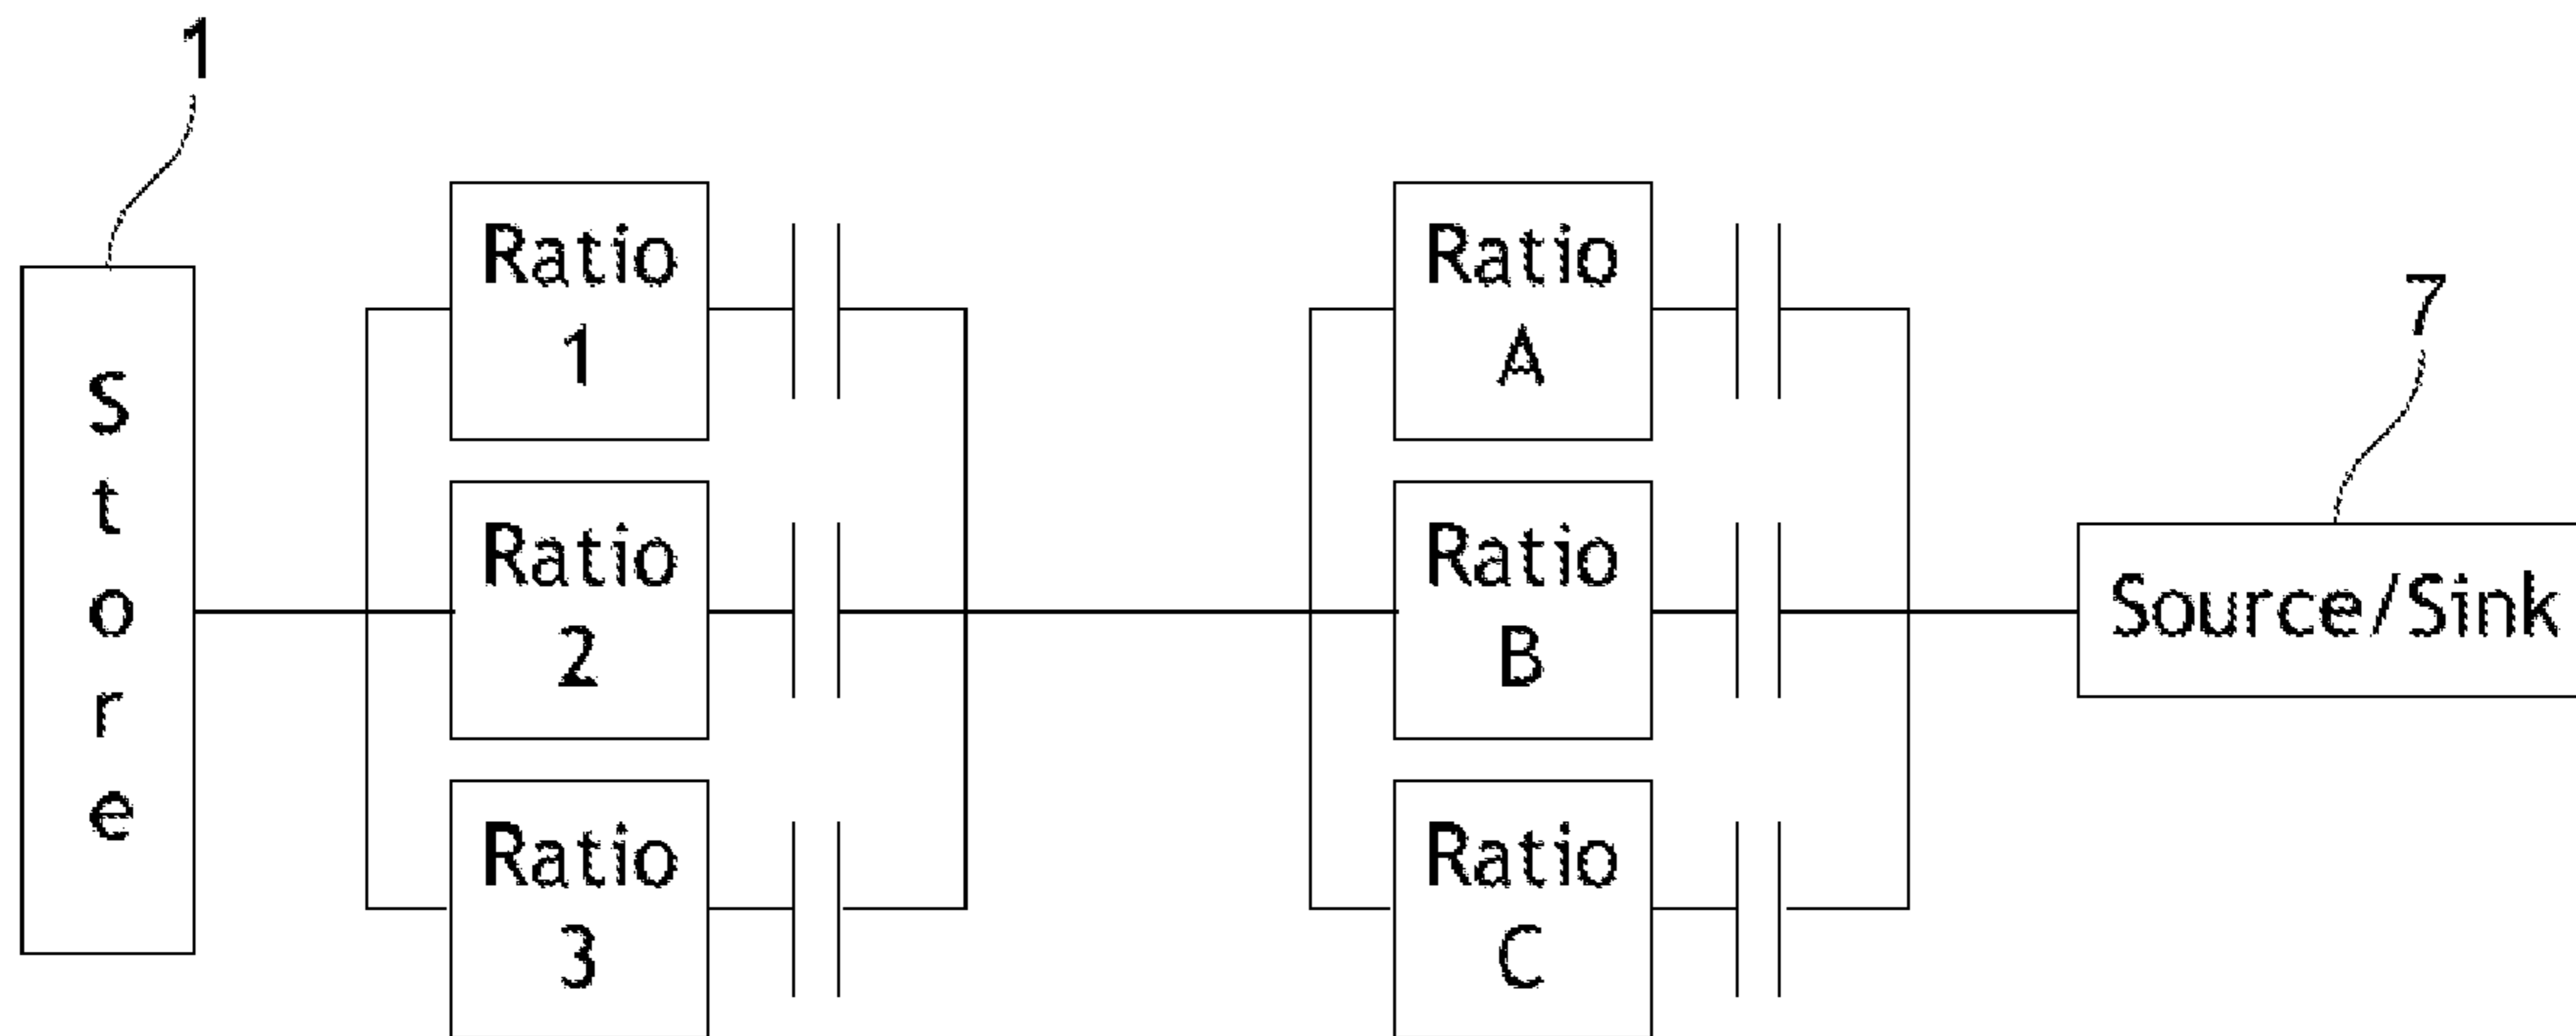 1
Store
Ratio
1
Ratio
2
Ratio
3
Ratio
A
Ratio
B
Ratio
C
7
Source/Sink